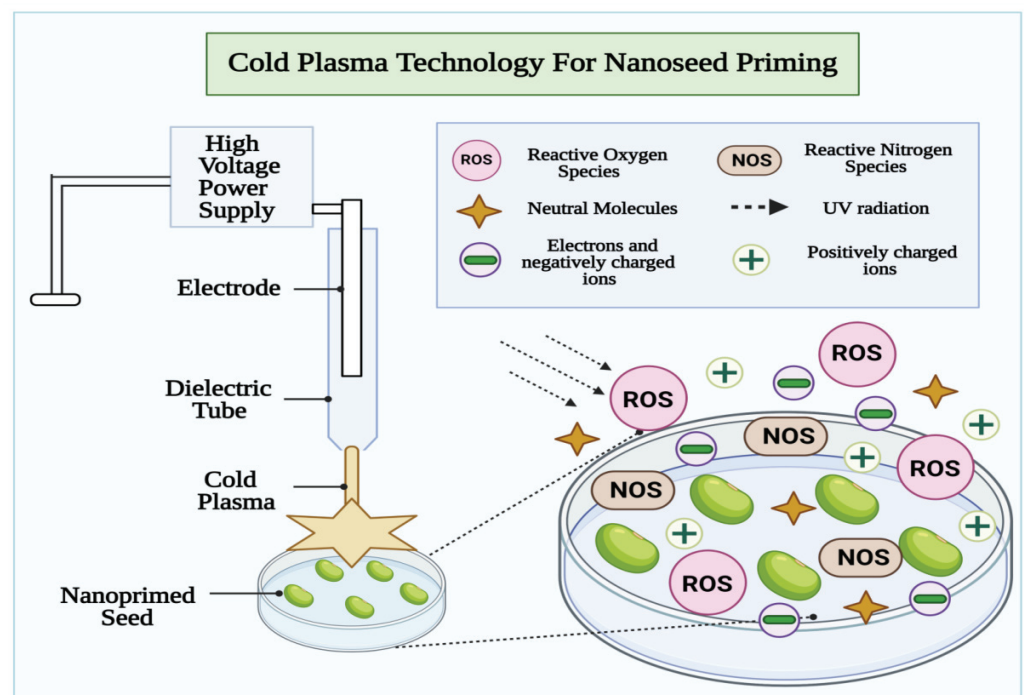 Cold Plasma Technology For Nanoseed Priming
High
Voltage
Power
Supply
Electrode
Dielectric
Tube
Cold
Plasma
Nanoprimed
Seed
ROS
Reactive Oxygen
Species
NOS
Reactive Nitrogen
Species
Neutral Molecules
UV radiation
Electrons and
negatively charged
ions
Positively charged
ions
ROS
ROS
NOS
ROS
NOS
NOS
ROS